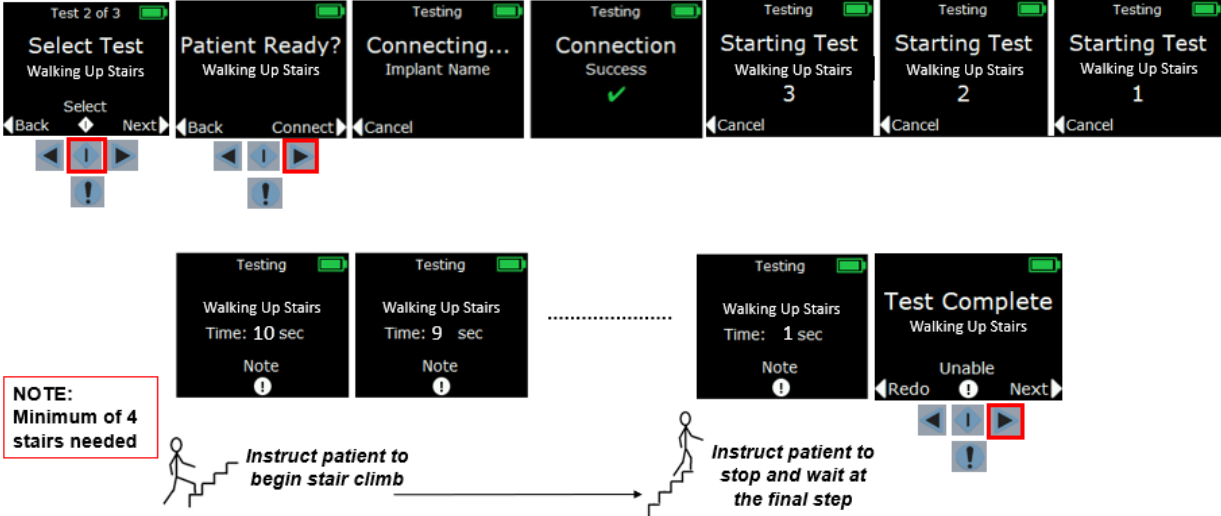 Test 2 of 3
Select Test
Walking Up Stairs
Select
Back Next
Patient Ready?
Walking Up Stairs
Back Connect
Testing
Connecting...
Implant Name
Cancel
Testing
Connection
Success
Testing
Starting Test
Walking Up Stairs
3
Cancel
Testing
Starting Test
Walking Up Stairs
2
Cancel
Testing
Starting Test
Walking Up Stairs
1
Cancel
Testing
Walking Up Stairs
Time: 10 sec
Note
!
Testing
Walking Up Stairs
Time: 9 sec
Note
!
Testing
Walking Up Stairs
Time: 1 sec
Note
!
Test Complete
Walking Up Stairs
Unable
Redo ! Next
NOTE:
Minimum of 4
stairs needed
Instruct patient to
begin stair climb
Instruct patient to
stop and wait at
the final step